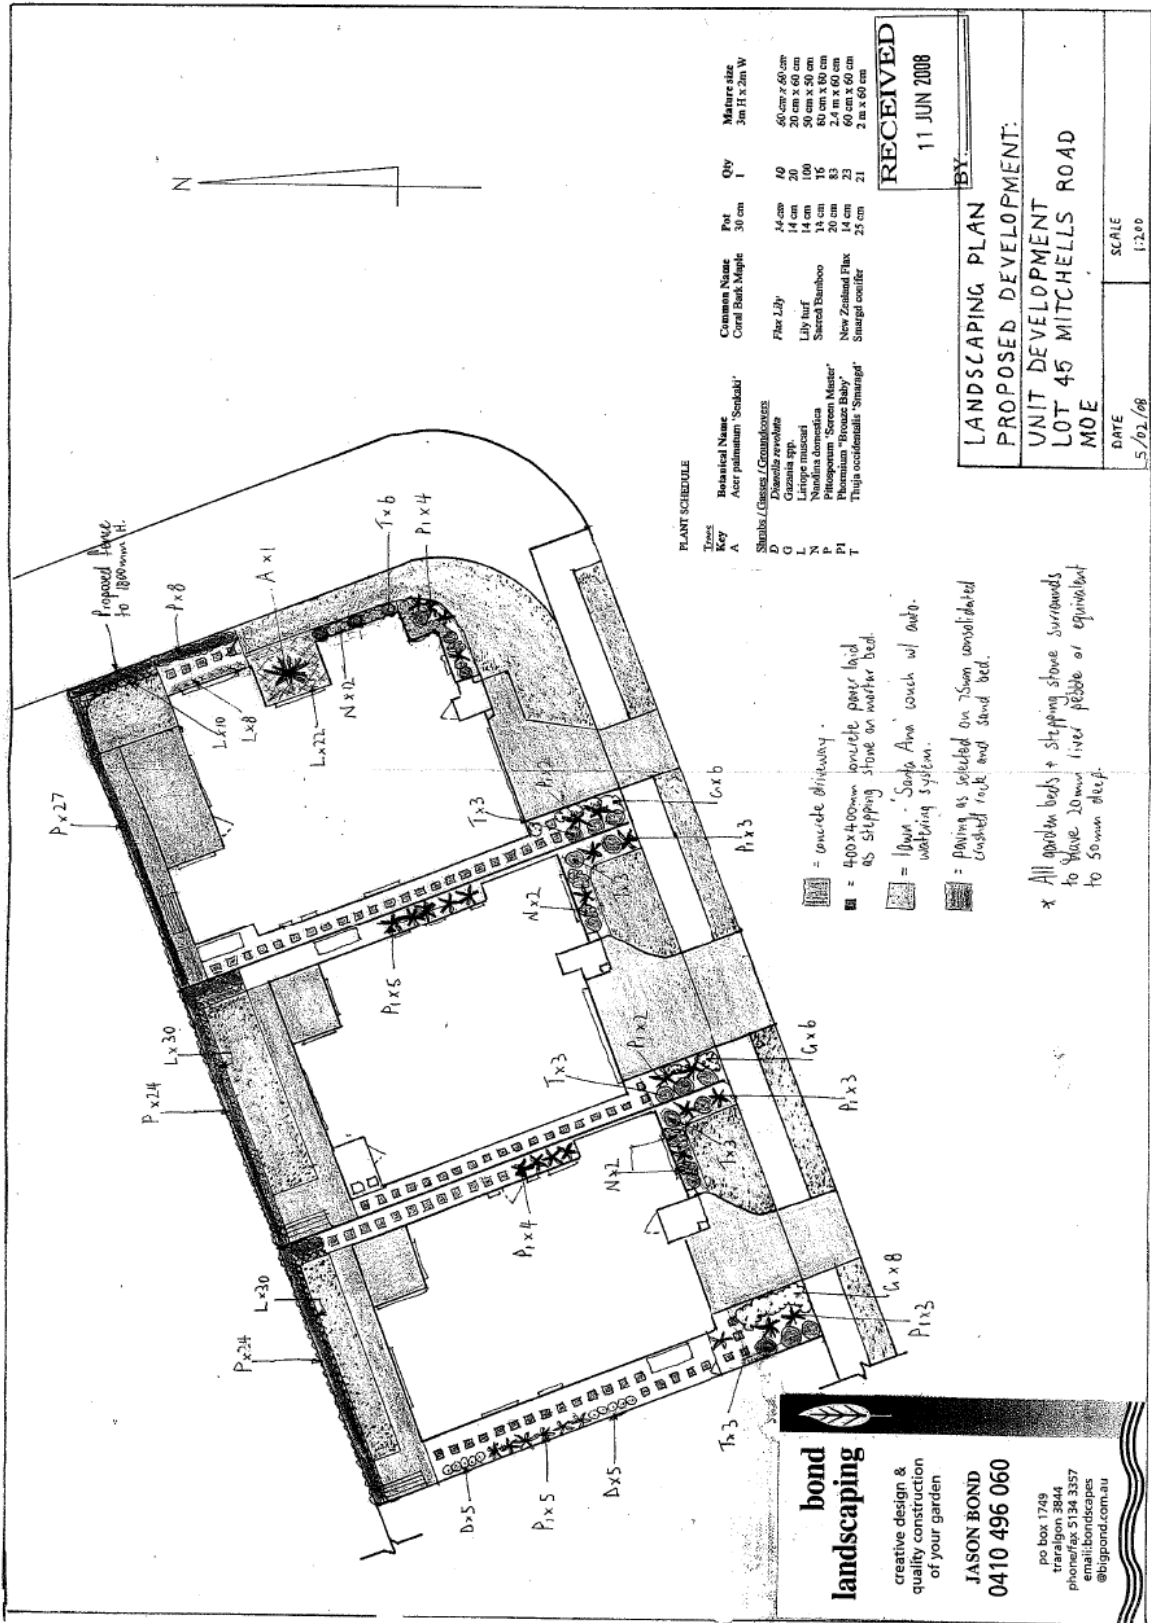 N
Proposed fence
to 1800mm H.
P x 8
A x 1
T x 6
P1 x 4
P x 27
L x 10
L x 8
L x 22
N x 12
T x 3
P1 x 2
G x 6
P1 x 3
N x 2
T x 3
P1 x 5
L x 30
P x 24
T x 3
P1 x 2
G x 6
P1 x 3
N x 2
T x 3
P1 x 4
L x 30
P x 24
G x 8
P1 x 3
T x 3
D x 5
P1 x 5
D x 5
PLANT SCHEDULE
Trees
Key Botanical Name Common Name Pot Qty Mature size
A Acer palmatum 'Senkaki' Coral Bark Maple 30 cm 1 3m H x 2m W
Shrubs / Grasses / Groundcovers
D Dianella revoluta Flax Lily 14 cm 10 60 cm x 60 cm
G Gazania spp. 14 cm 20 20 cm x 60 cm
L Liriope muscari Lily turf 14 cm 100 50 cm x 50 cm
N Nandina domestica Sacred Bamboo 14 cm 16 60 cm x 60 cm
P Pittosporum 'Screen Master' 20 cm 83 2.4 m x 60 cm
P1 Phormium 'Bronze Baby' New Zealand Flax 14 cm 23 60 cm x 60 cm
T Thuja occidentalis 'Smaragd' Smargd conifer 25 cm 21 2 m x 60 cm
= concrete driveway.
= 400x400mm concrete paver laid
as stepping stone on mortar bed.
= lawn - 'Santa Ana' couch w/ auto.
watering system.
= paving as selected on 75mm consolidated
crushed rock and sand bed.
* All garden beds + stepping stone surrounds
to have 20mm river pebble or equivalent
to 50mm deep.
RECEIVED
11 JUN 2008
BY:
LANDSCAPING PLAN
PROPOSED DEVELOPMENT:
UNIT DEVELOPMENT
LOT 45 MITCHELLS ROAD
MOE
DATE
5/02/08
SCALE
1:200
bond
landscaping
creative design &
quality construction
of your garden
JASON BOND
0410 496 060
po box 1749
traralgon 3844
phone/fax 5134 3357
email:bondscapes
@bigpond.com.au